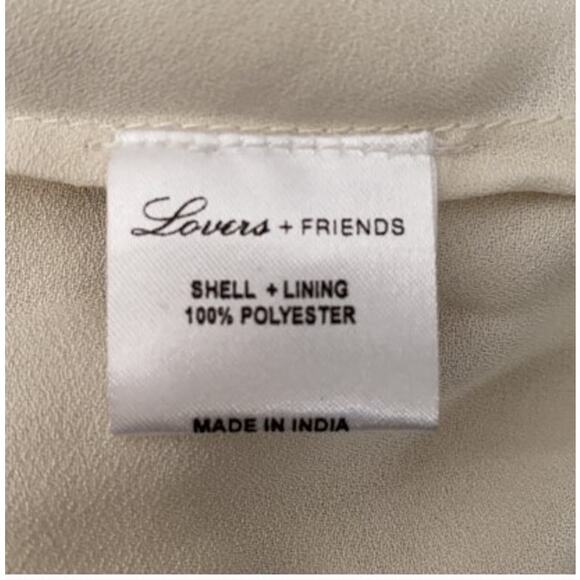 Lovers + FRIENDS
SHELL + LINING
100% POLYESTER
MADE IN INDIA